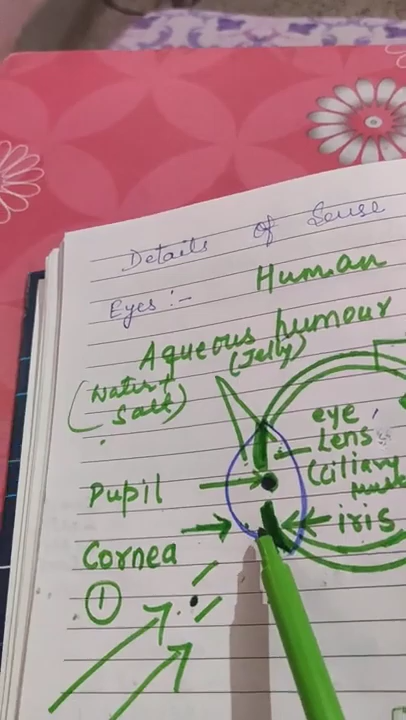 Details of Sense
Human
Eyes :-
Aqueous humour
(Jelly)
(Water +
Salt)
eye
Lens
(Ciliary
Pupil
iris
Cornea
1